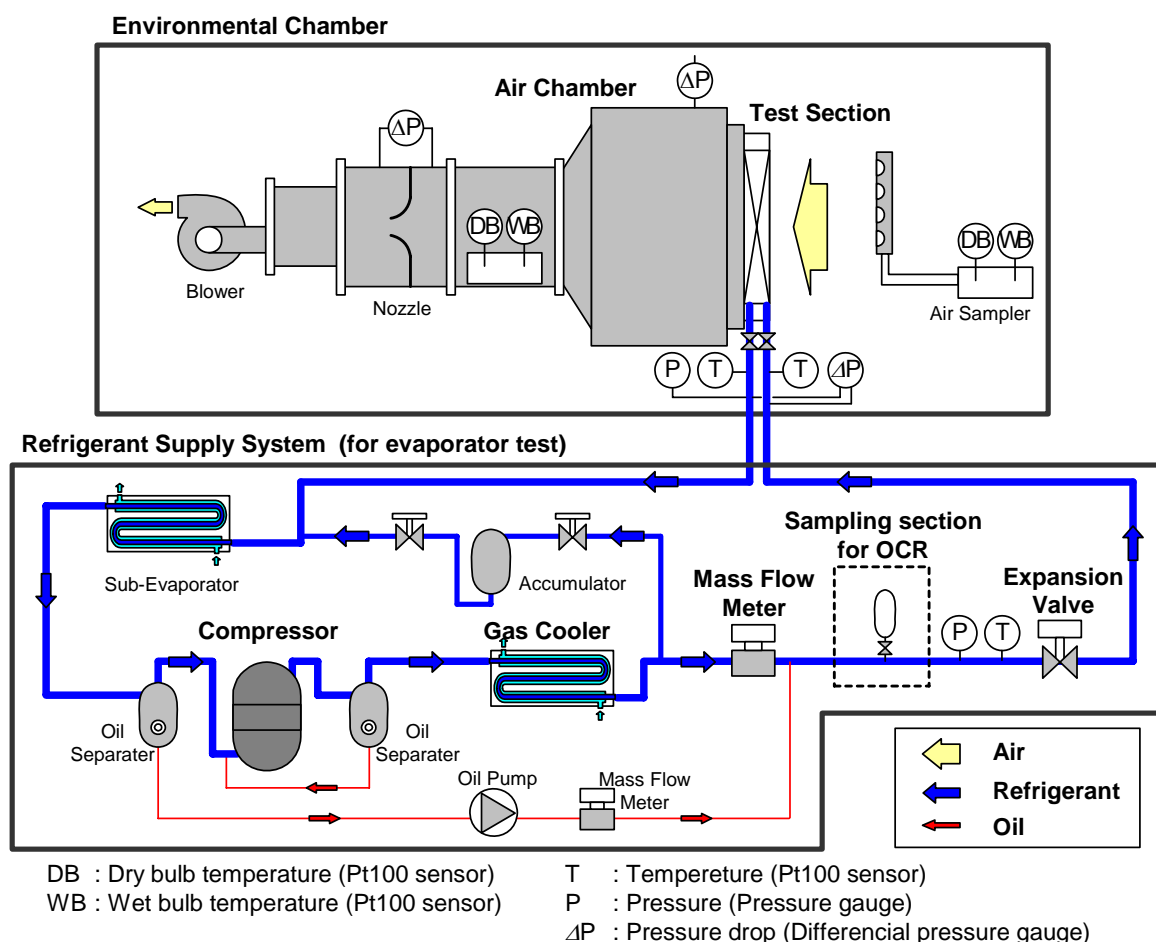 Environmental Chamber
Air Chamber
ΔP
Test Section
ΔP
DB WB
DB WB
Blower
Nozzle
Air Sampler
P T T ΔP
Refrigerant Supply System (for evaporator test)
Sampling section
for OCR
Sub-Evaporator
Accumulator
Mass Flow
Meter
Expansion
Valve
Compressor
Gas Cooler
P T
Oil
Separater
Oil
Separater
Oil Pump
Mass Flow
Meter
Air
Refrigerant
Oil
DB : Dry bulb temperature (Pt100 sensor)
WB : Wet bulb temperature (Pt100 sensor)
T : Tempereture (Pt100 sensor)
P : Pressure (Pressure gauge)
ΔP : Pressure drop (Differencial pressure gauge)